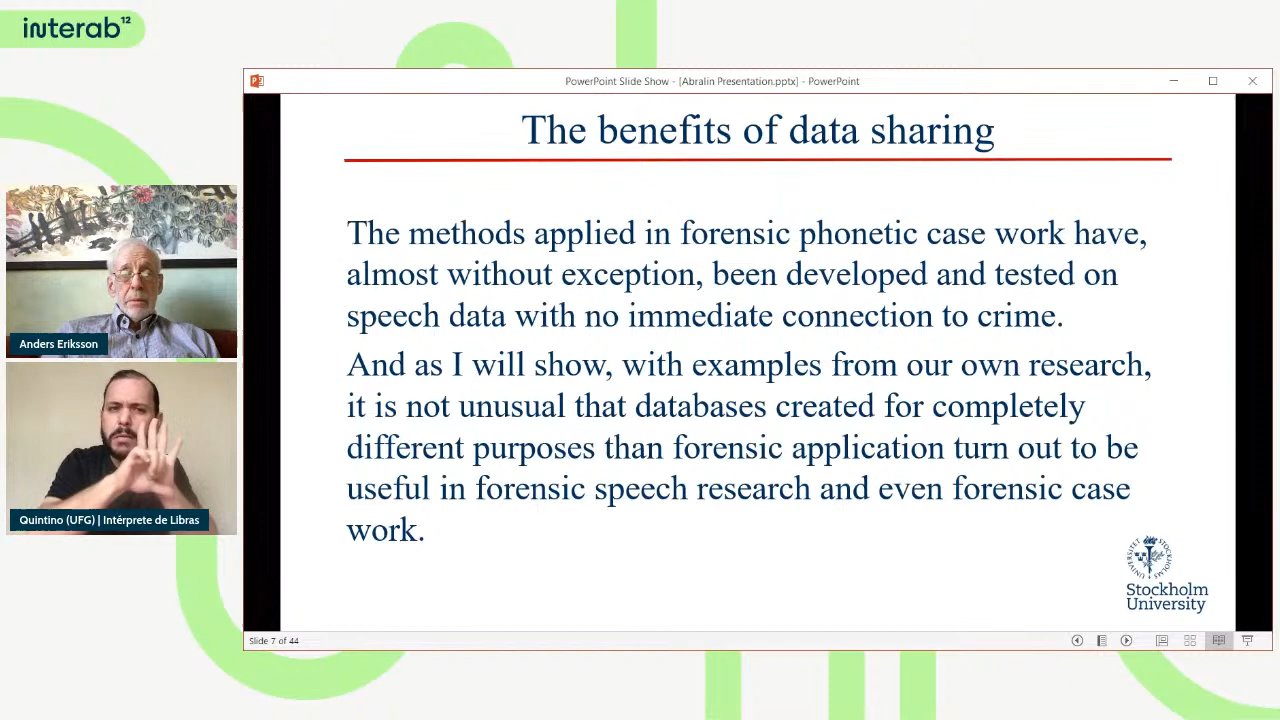 interab¹²
PowerPoint Slide Show - [Abralin Presentation.pptx] - PowerPoint
The benefits of data sharing
The methods applied in forensic phonetic case work have,
almost without exception, been developed and tested on
speech data with no immediate connection to crime.
And as I will show, with examples from our own research,
it is not unusual that databases created for completely
different purposes than forensic application turn out to be
useful in forensic speech research and even forensic case
work.
Anders Eriksson
Quintino (UFG) | Intérprete de Libras
Stockholm
University
Slide 7 of 44